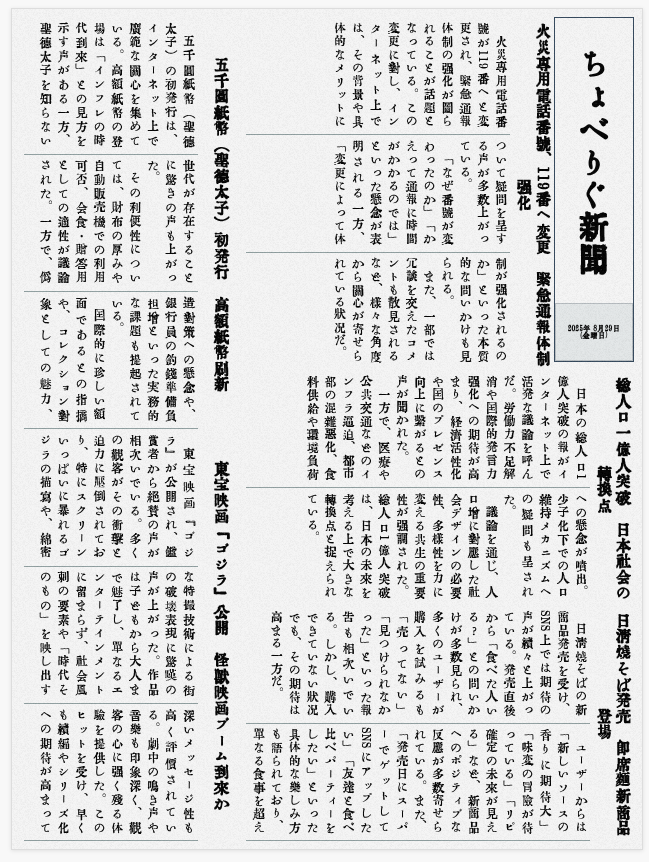 ちょべりぐ新聞
2025年 8月29日
(金曜日)
火災專用電話番號、119番へ変更 緊急通報体制
强化
火災専用電話番
號が119番へと変
更され、緊急通報
体制の强化が圖ら
れることが話題と
なっている。この
変更に對し、イン
ターネット上で
は、その背景や具
体的なメリットに
ついて疑問を呈す
る声が多数上がっ
ている。
「なぜ番號が変
わったのか」「か
えって通報に時間
がかかるのでは」
といった懸念が表
明される一方、
「変更によって体
制が强化されるの
か」といった本質
的な問いかけも見
られる。
また、一部では
冗談を交えたコメ
ントも散見される
など、様々な角度
から關心が寄せら
れている状況だ。
総人口一億人突破 日本社会の
轉換点
日本の総人口1
億人突破の報がイ
ンターネット上で
活発な議論を呼ん
だ。労働力不足解
消や国際的発言力
强化への期待が高
まり、経済活性化
や国のプレゼンス
向上に繋がるとの
声が聞かれた。
一方で、医療や
公共交通などのイ
ンフラ逼迫、都市
部の混雑悪化、食
料供給や環境負荷
への懸念が噴出。
少子化下での人口
維持メカニズムへ
の疑問も呈され
た。
議論を通じ、人
口増に對應した社
会デザインの必要
性、多様性を力に
変える共生の重要
性が强調された。
総人口1億人突破
は、日本の未來を
考える上で大きな
轉換点と捉えられ
ている。
日淸焼そば発売 即席麵新商品
登場
日淸焼そばの新
商品発売を受け、
SNS上では期待の
声が續々と上がっ
ている。発売直後
から「食べた人い
る？」との問いか
けが多数見られ、
多くのユーザーが
購入を試みるも
「売ってない」
「見つけられなか
った」といった報
告も相次いでい
る。しかし、購入
できていない状況
でも、その期待は
高まる一方だ。
ユーザーからは
「新しいソースの
香りに期待大」
「味変の冒險が待
っている」「リピ
確定の未來が見え
る」など、新商品
へのポジティブな
反應が多数寄せら
れている。また、
「発売日にスーパ
ーでゲットして
SNSにアップした
い」「友達と食べ
比べパーティーを
したい」といった
具体的な樂しみ方
も語られており、
単なる食事を超え
五千圓紙幣（聖德太子）初発行 高額紙幣刷新
五千圓紙幣（聖德
太子）の初発行は、
インターネット上で
廣範な關心を集めて
いる。高額紙幣の登
場は「インフレの時
代到來」との見方を
示す声がある一方、
聖德太子を知らない
世代が存在すること
に驚きの声も上がっ
た。
その利便性につい
ては、財布の厚みや
自動販売機での利用
可否、会食・贈答用
としての適性が議論
された。一方で、僞
造對策への懸念や、
銀行員の釣錢準備負
担增といった実務的
な課題も提起されて
いる。
国際的に珍しい額
面であるとの指摘
や、コレクション對
象としての魅力、
東宝映画『ゴジラ』公開 怪獣映画ブーム到來か
東宝映画『ゴジ
ラ』が公開され、鑑
賞者から絶賛の声が
相次いでいる。多く
の觀客がその衝撃と
迫力に壓倒されてお
り、特にスクリーン
いっぱいに暴れるゴ
ジラの描寫や、綿密
な特撮技術による街
の破壊表現に驚嘆の
声が上がった。作品
は子どもから大人ま
で魅了し、單なるエ
ンターテインメント
に留まらず、社会風
刺の要素や「時代そ
のもの」を映し出す
深いメッセージ性も
高く評價されてい
る。劇中の鳴き声や
音樂も印象深く、觀
客の心に强く残る体
驗を提供した。この
ヒットを受け、早く
も續編やシリーズ化
への期待が高まって